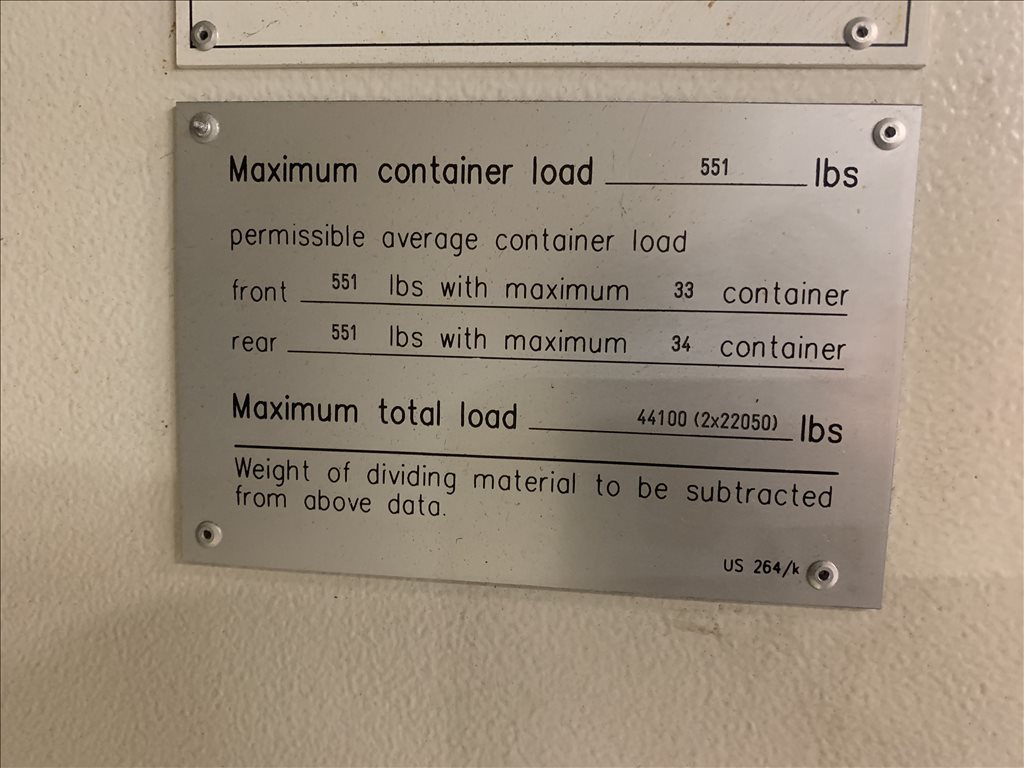 Maximum container load 551 lbs
permissible average container load
front 551 lbs with maximum 33 container
rear 551 lbs with maximum 34 container
Maximum total load 44100 (2x22050) lbs
Weight of dividing material to be subtracted
from above data.
US 264/k